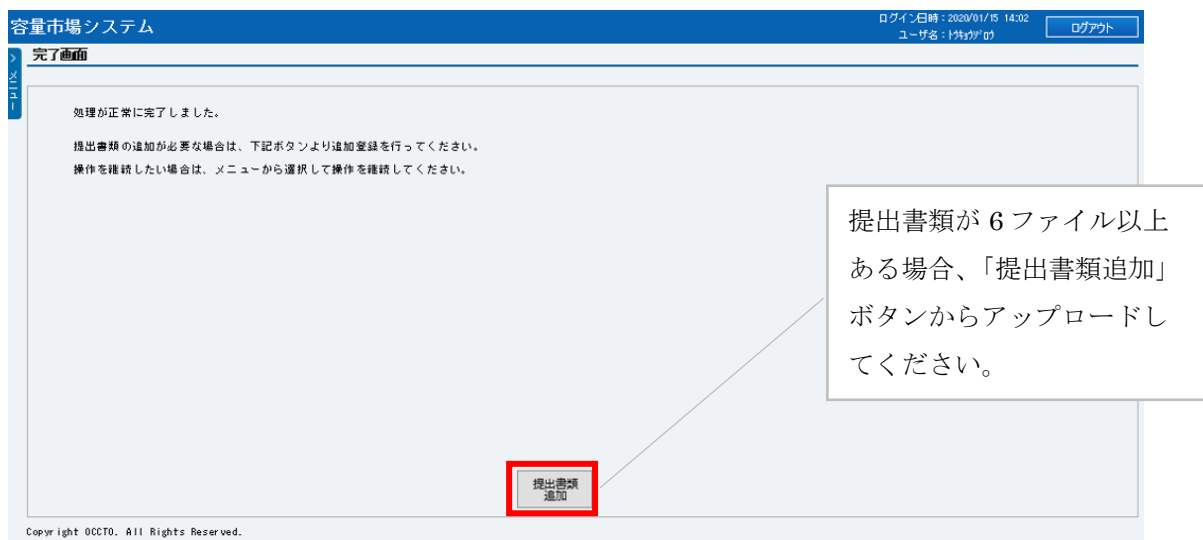 容量市場システム
ログイン日時：2020/01/15 14:02
ユーザ名：ﾄｳｷｮｳｼﾞﾛｳ
ログアウト
＞ メニュー
完了画面
処理が正常に完了しました。
提出書類の追加が必要な場合は、下記ボタンより追加登録を行ってください。
操作を継続したい場合は、メニューから選択して操作を継続してください。
提出書類が 6 ファイル以上
ある場合、「提出書類追加」
ボタンからアップロードし
てください。
提出書類
追加
Copyright OCCTO. All Rights Reserved.